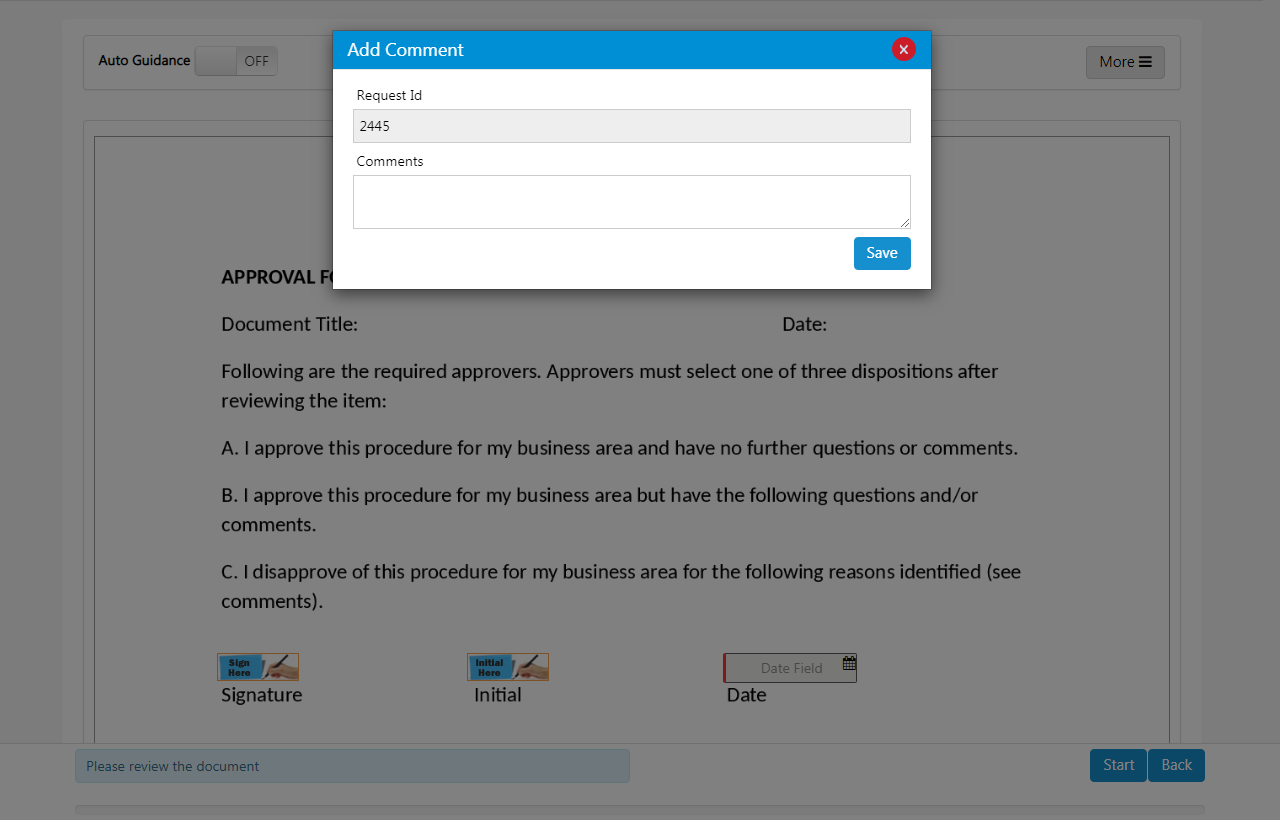 Add Comment
Auto Guidance OFF
More
Request Id
2445
Comments
Save
APPROVAL
Document Title: Date:
Following are the required approvers. Approvers must select one of three dispositions after
reviewing the item:
A. I approve this procedure for my business area and have no further questions or comments.
B. I approve this procedure for my business area but have the following questions and/or
comments.
C. I disapprove of this procedure for my business area for the following reasons identified (see
comments).
Sign
Here
Initial
Here
Date Field
Signature Initial Date
Please review the document
Start Back